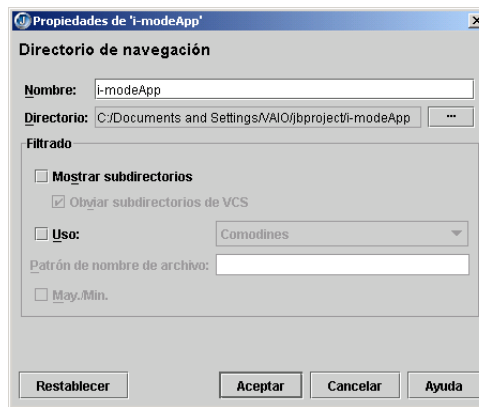 Propiedades de 'i-modeApp'
Directorio de navegación
Nombre: i-modeApp
Directorio: C:/Documents and Settings/VAIO/jbproject/i-modeApp ...
Filtrado
Mostrar subdirectorios
Obviar subdirectorios de VCS
Uso: Comodines
Patrón de nombre de archivo:
May./Min.
Restablecer Aceptar Cancelar Ayuda